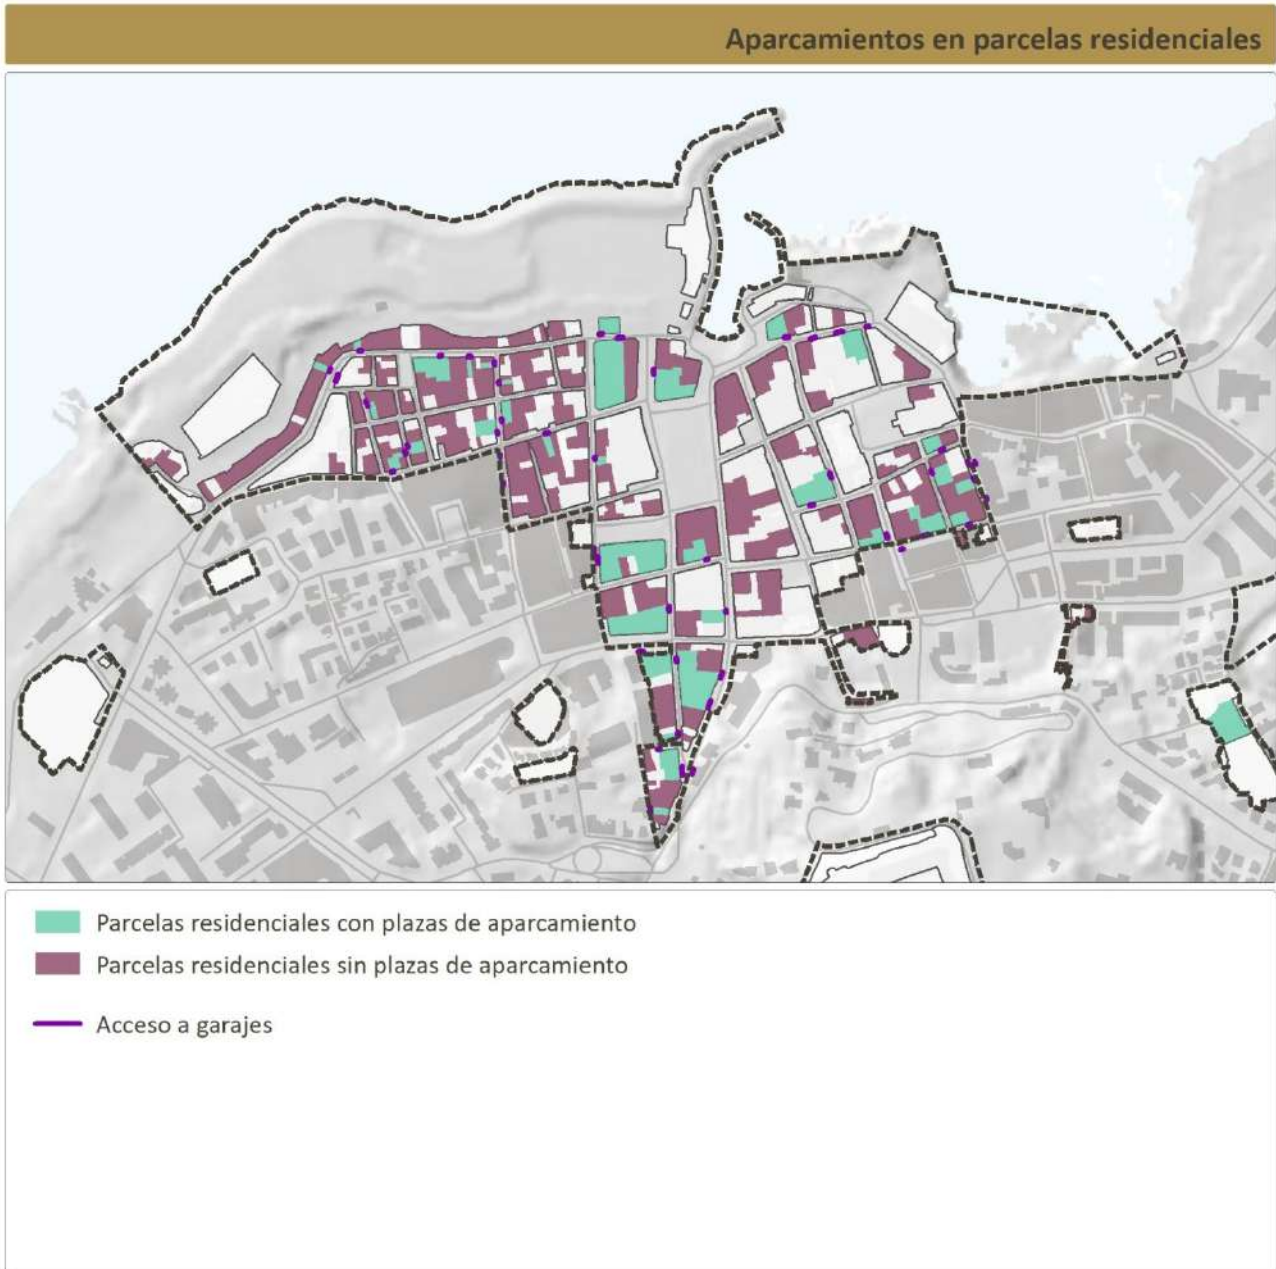 Aparcamientos en parcelas residenciales
Parcelas residenciales con plazas de aparcamiento
Parcelas residenciales sin plazas de aparcamiento
Acceso a garajes